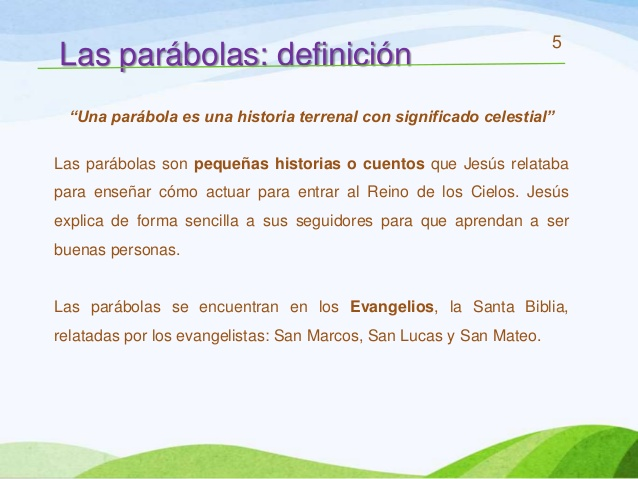 Las parábolas: definición
5
“Una parábola es una historia terrenal con significado celestial”
Las parábolas son pequeñas historias o cuentos que Jesús relataba
para enseñar cómo actuar para entrar al Reino de los Cielos. Jesús
explica de forma sencilla a sus seguidores para que aprendan a ser
buenas personas.
Las parábolas se encuentran en los Evangelios, la Santa Biblia,
relatadas por los evangelistas: San Marcos, San Lucas y San Mateo.